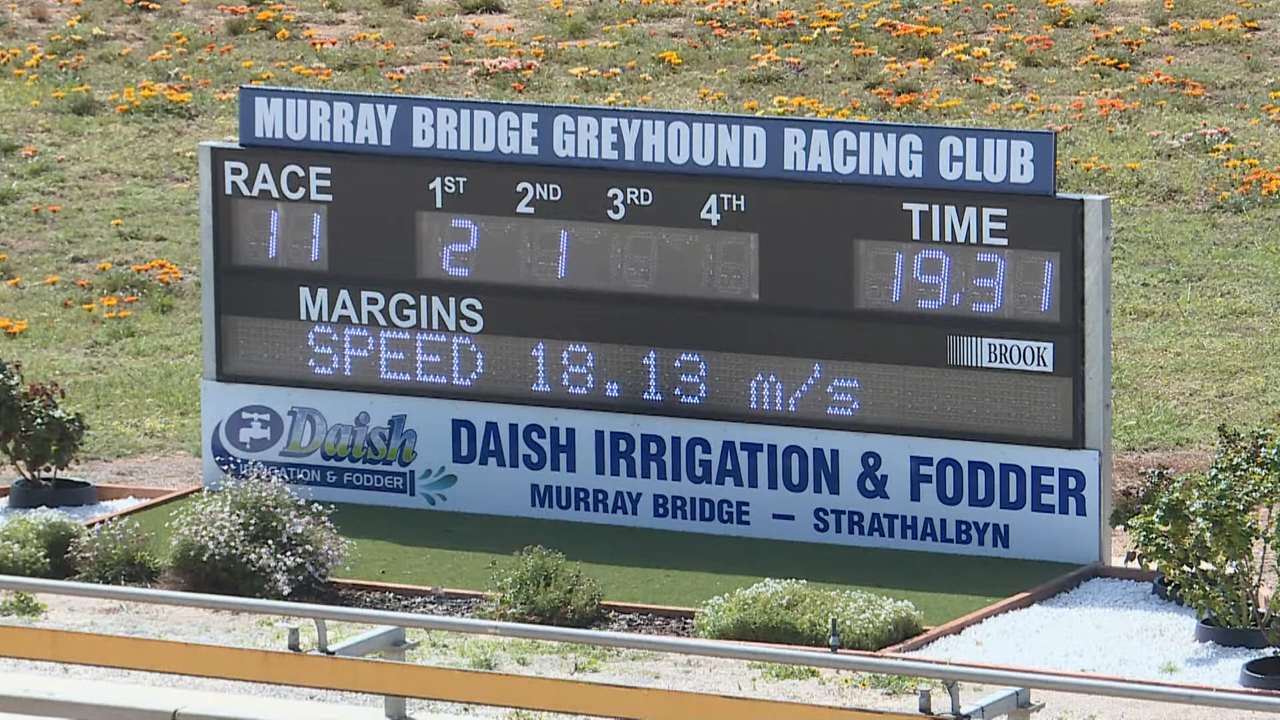 MURRAY BRIDGE GREYHOUND RACING CLUB
RACE 1ST 2ND 3RD 4TH TIME
11 2 1 19.31
MARGINS
BROOK
SPEED 18.13 m/s
Daish
IRRIGATION & FODDER
DAISH IRRIGATION & FODDER
MURRAY BRIDGE — STRATHALBYN